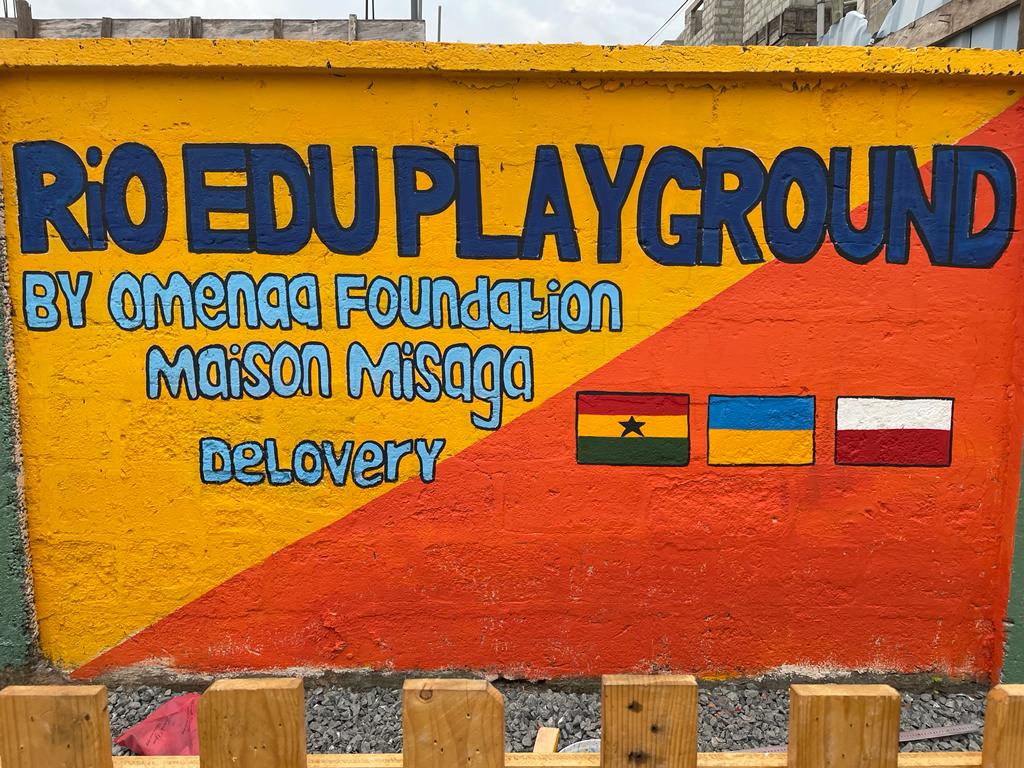 RiO EDU PLAYGROUND
BY Omenaa Foundation
Maison Misaga
DeLovery